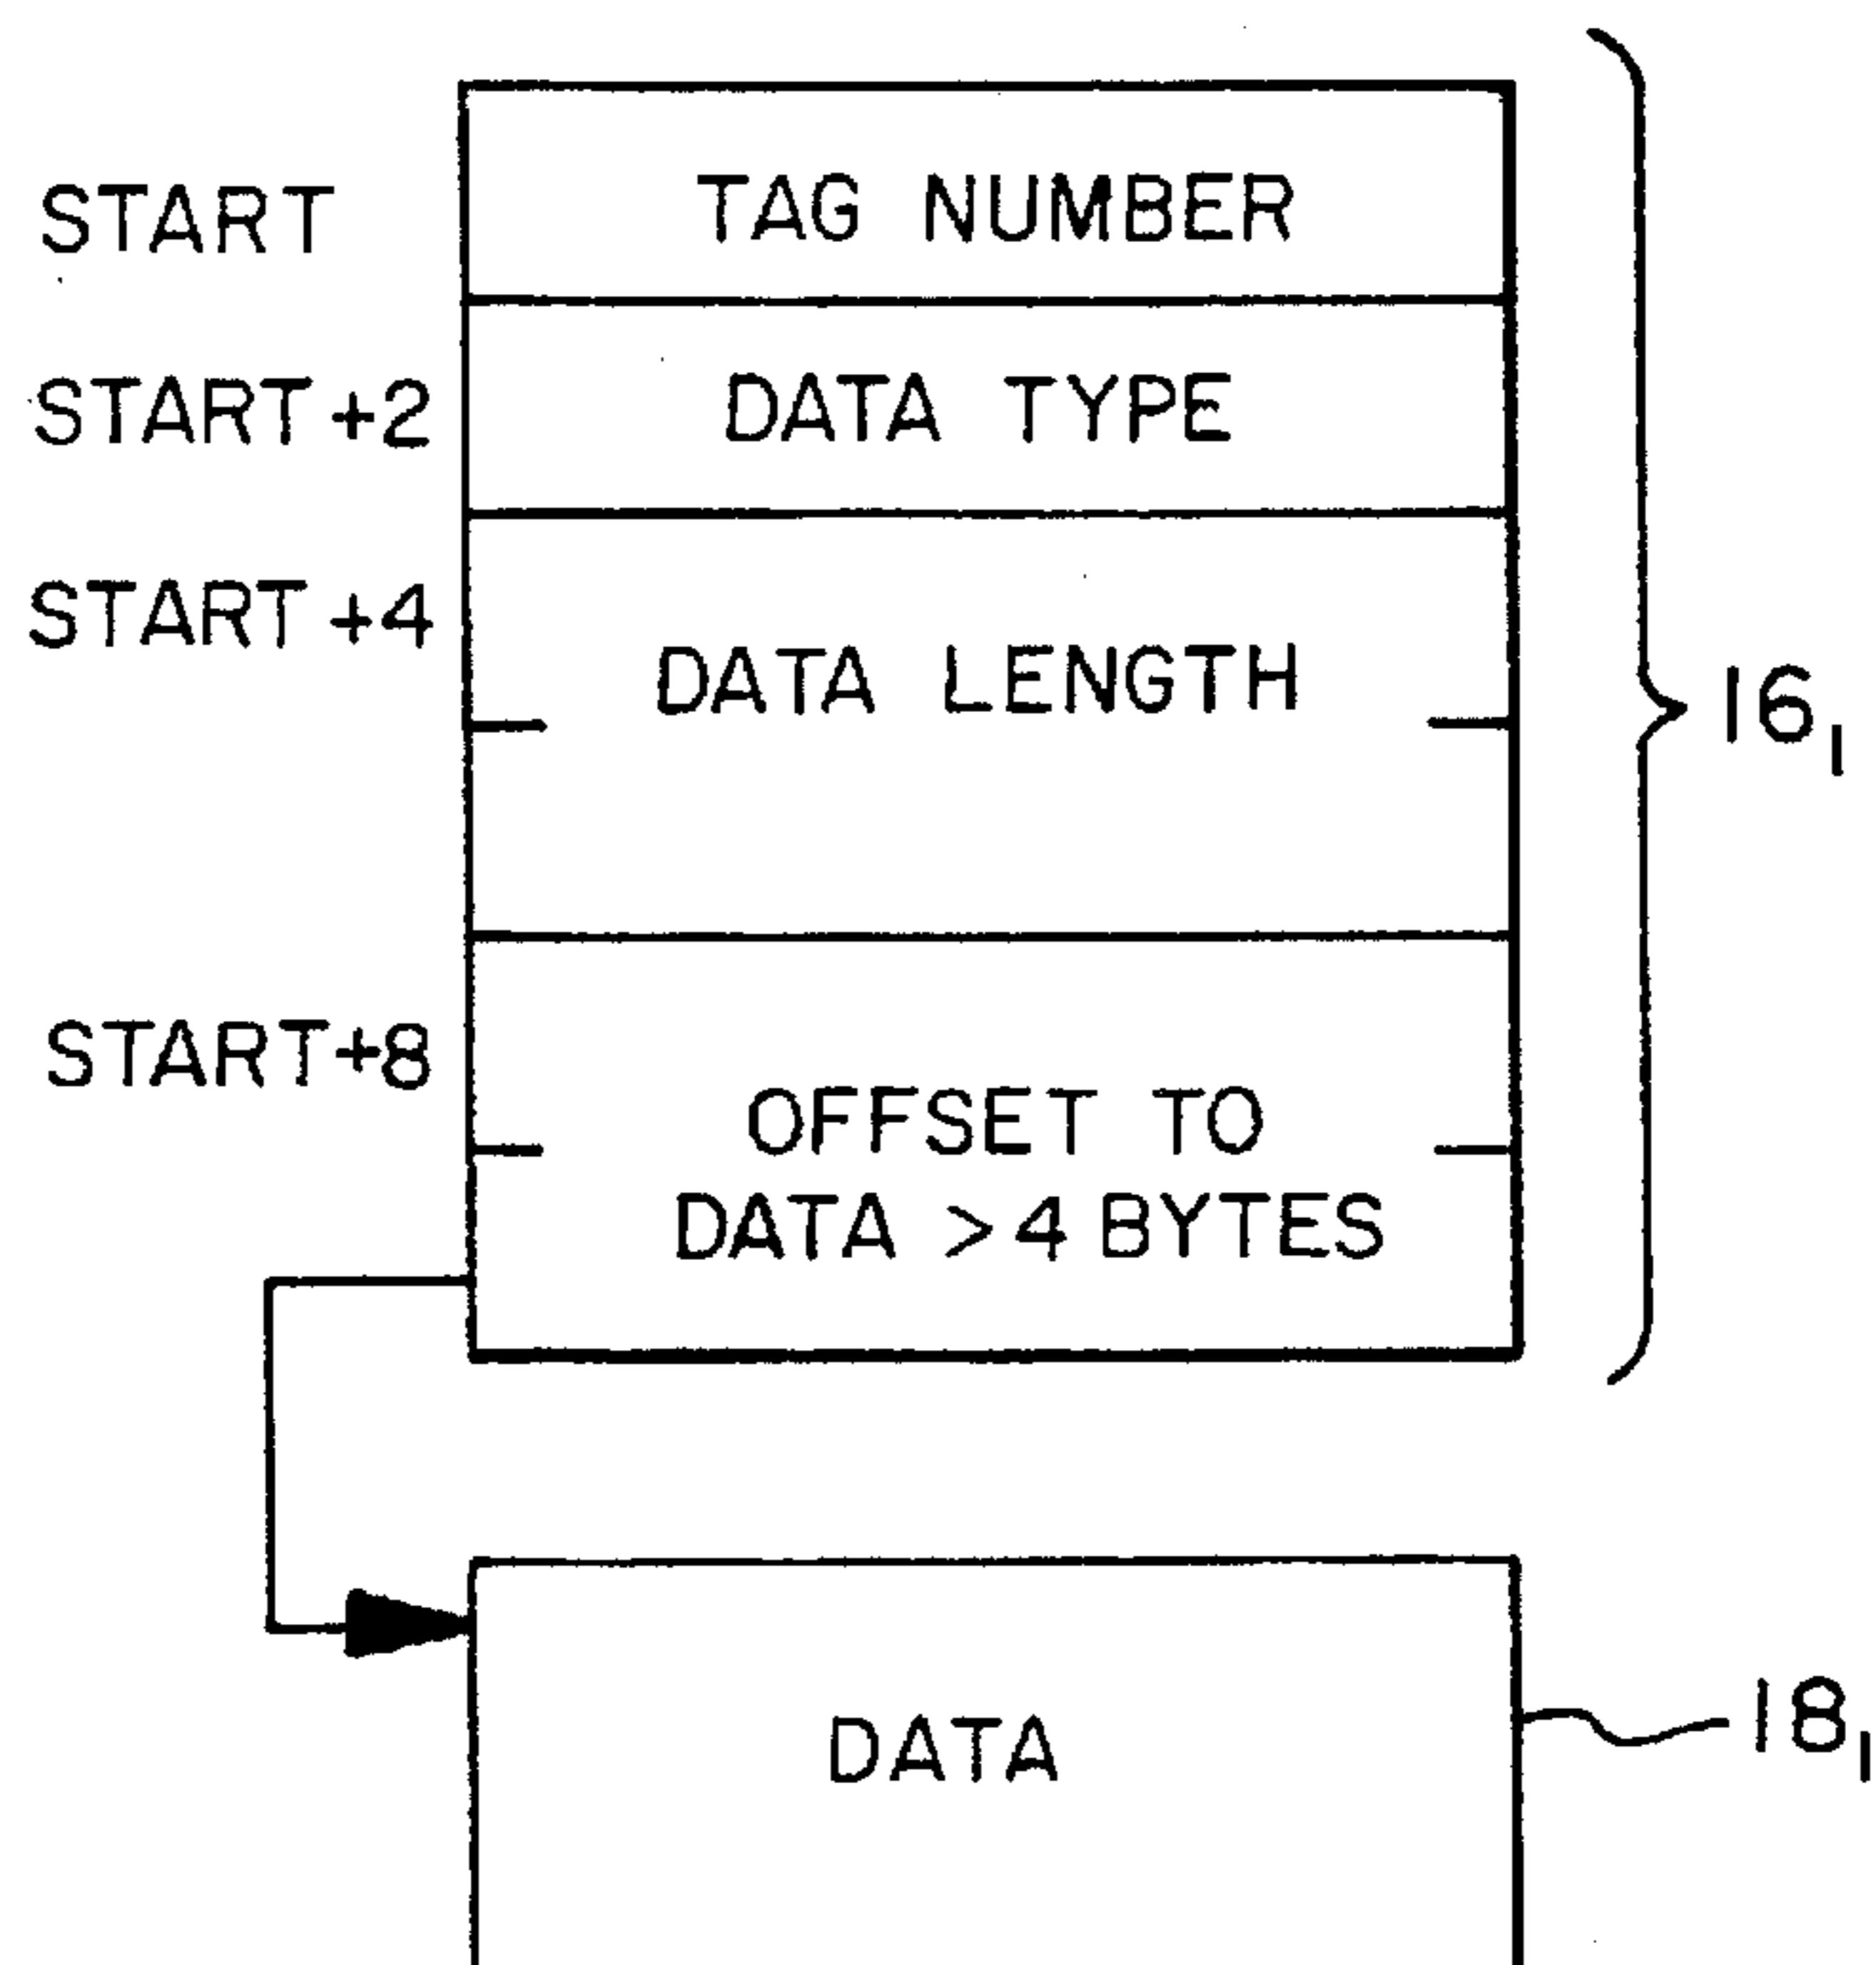 START
TAG NUMBER
START+2
DATA TYPE
START+4
DATA LENGTH
16₁
START+8
OFFSET TO
DATA >4 BYTES
DATA
18₁